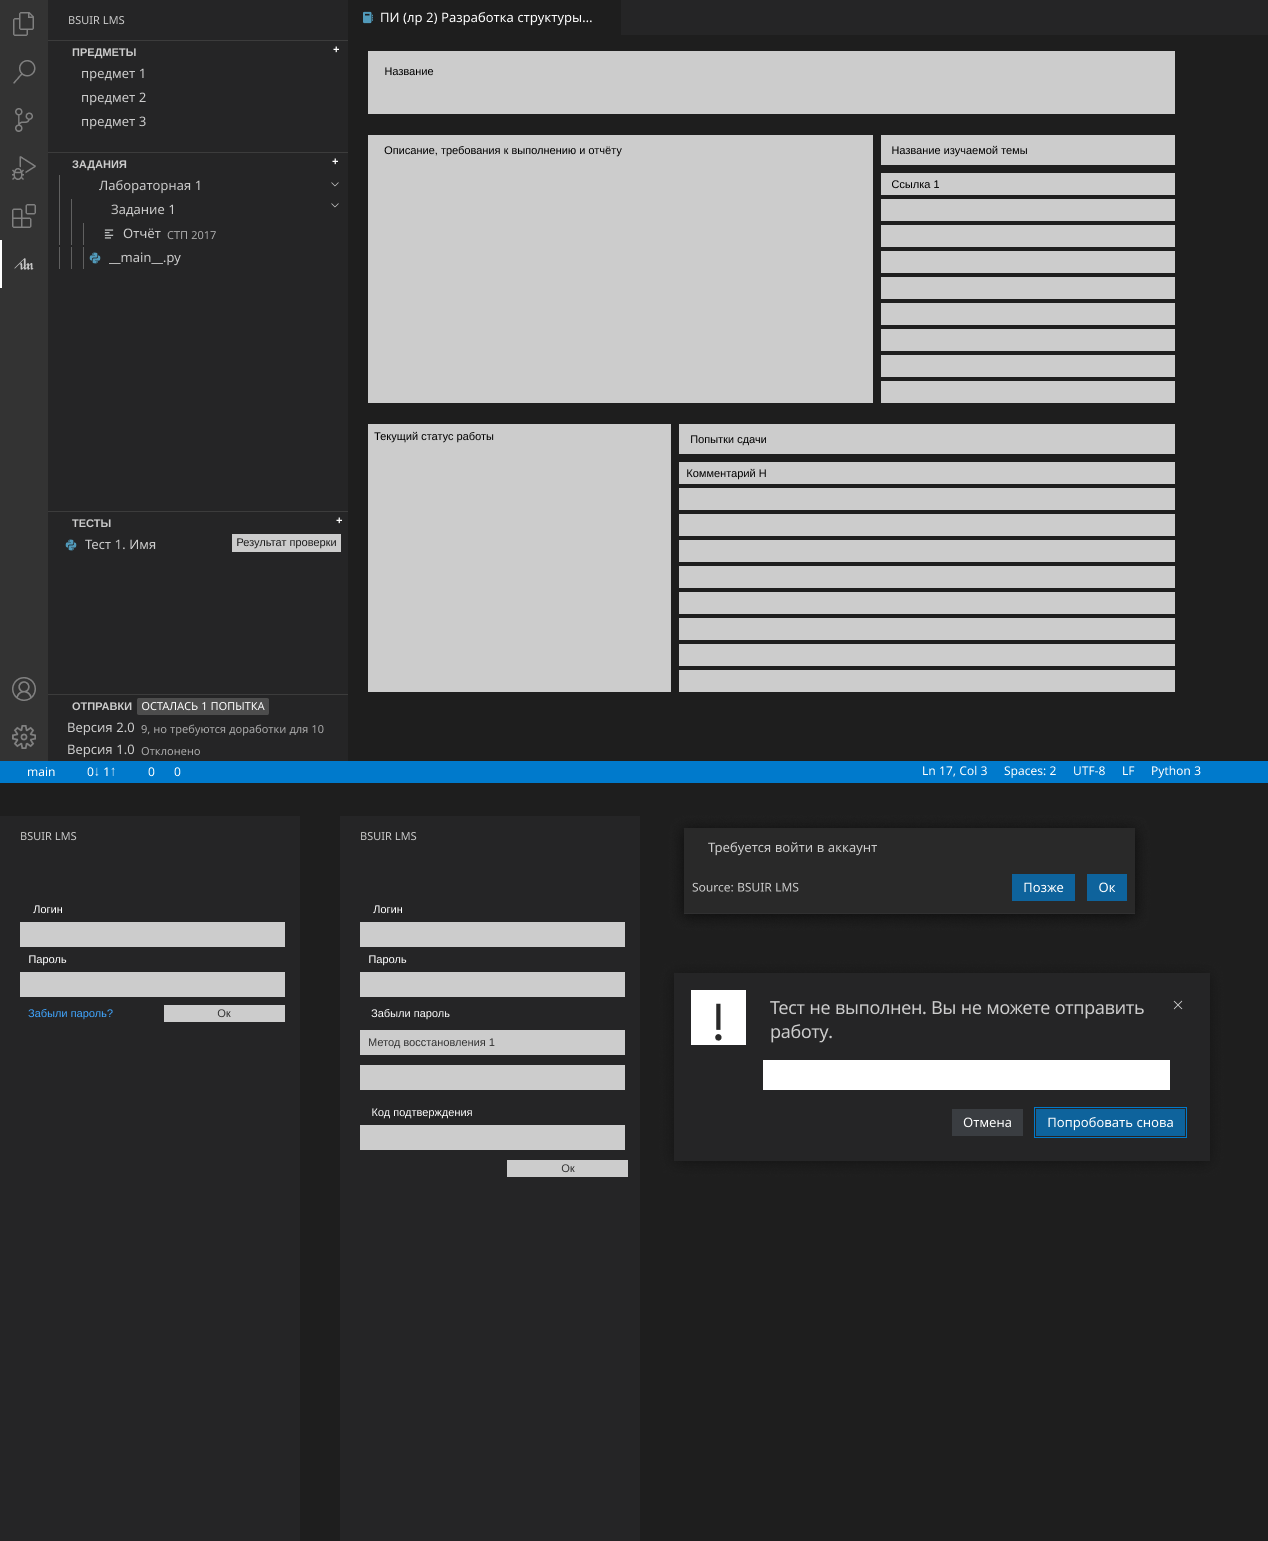 BSUIR LMS
ПРЕДМЕТЫ +
предмет 1
предмет 2
предмет 3
ЗАДАНИЯ +
Лабораторная 1
Задание 1
Отчёт СТП 2017
__main__.py
ТЕСТЫ +
Тест 1. Имя Результат проверки
ОТПРАВКИ ОСТАЛАСЬ 1 ПОПЫТКА
Версия 2.0 9, но требуются доработки для 10
Версия 1.0 Отклонено
ПИ (лр 2) Разработка структуры...
Название
Описание, требования к выполнению и отчёту
Название изучаемой темы
Ссылка 1
Текущий статус работы
Попытки сдачи
Комментарий Н
main 0↓ 1↑ 0 0 Ln 17, Col 3 Spaces: 2 UTF-8 LF Python 3
BSUIR LMS
Логин
Пароль
Забыли пароль? Ок
BSUIR LMS
Логин
Пароль
Забыли пароль
Метод восстановления 1
Код подтверждения
Ок
Требуется войти в аккаунт
Source: BSUIR LMS Позже Ок
!
Тест не выполнен. Вы не можете отправить
работу.
Отмена Попробовать снова